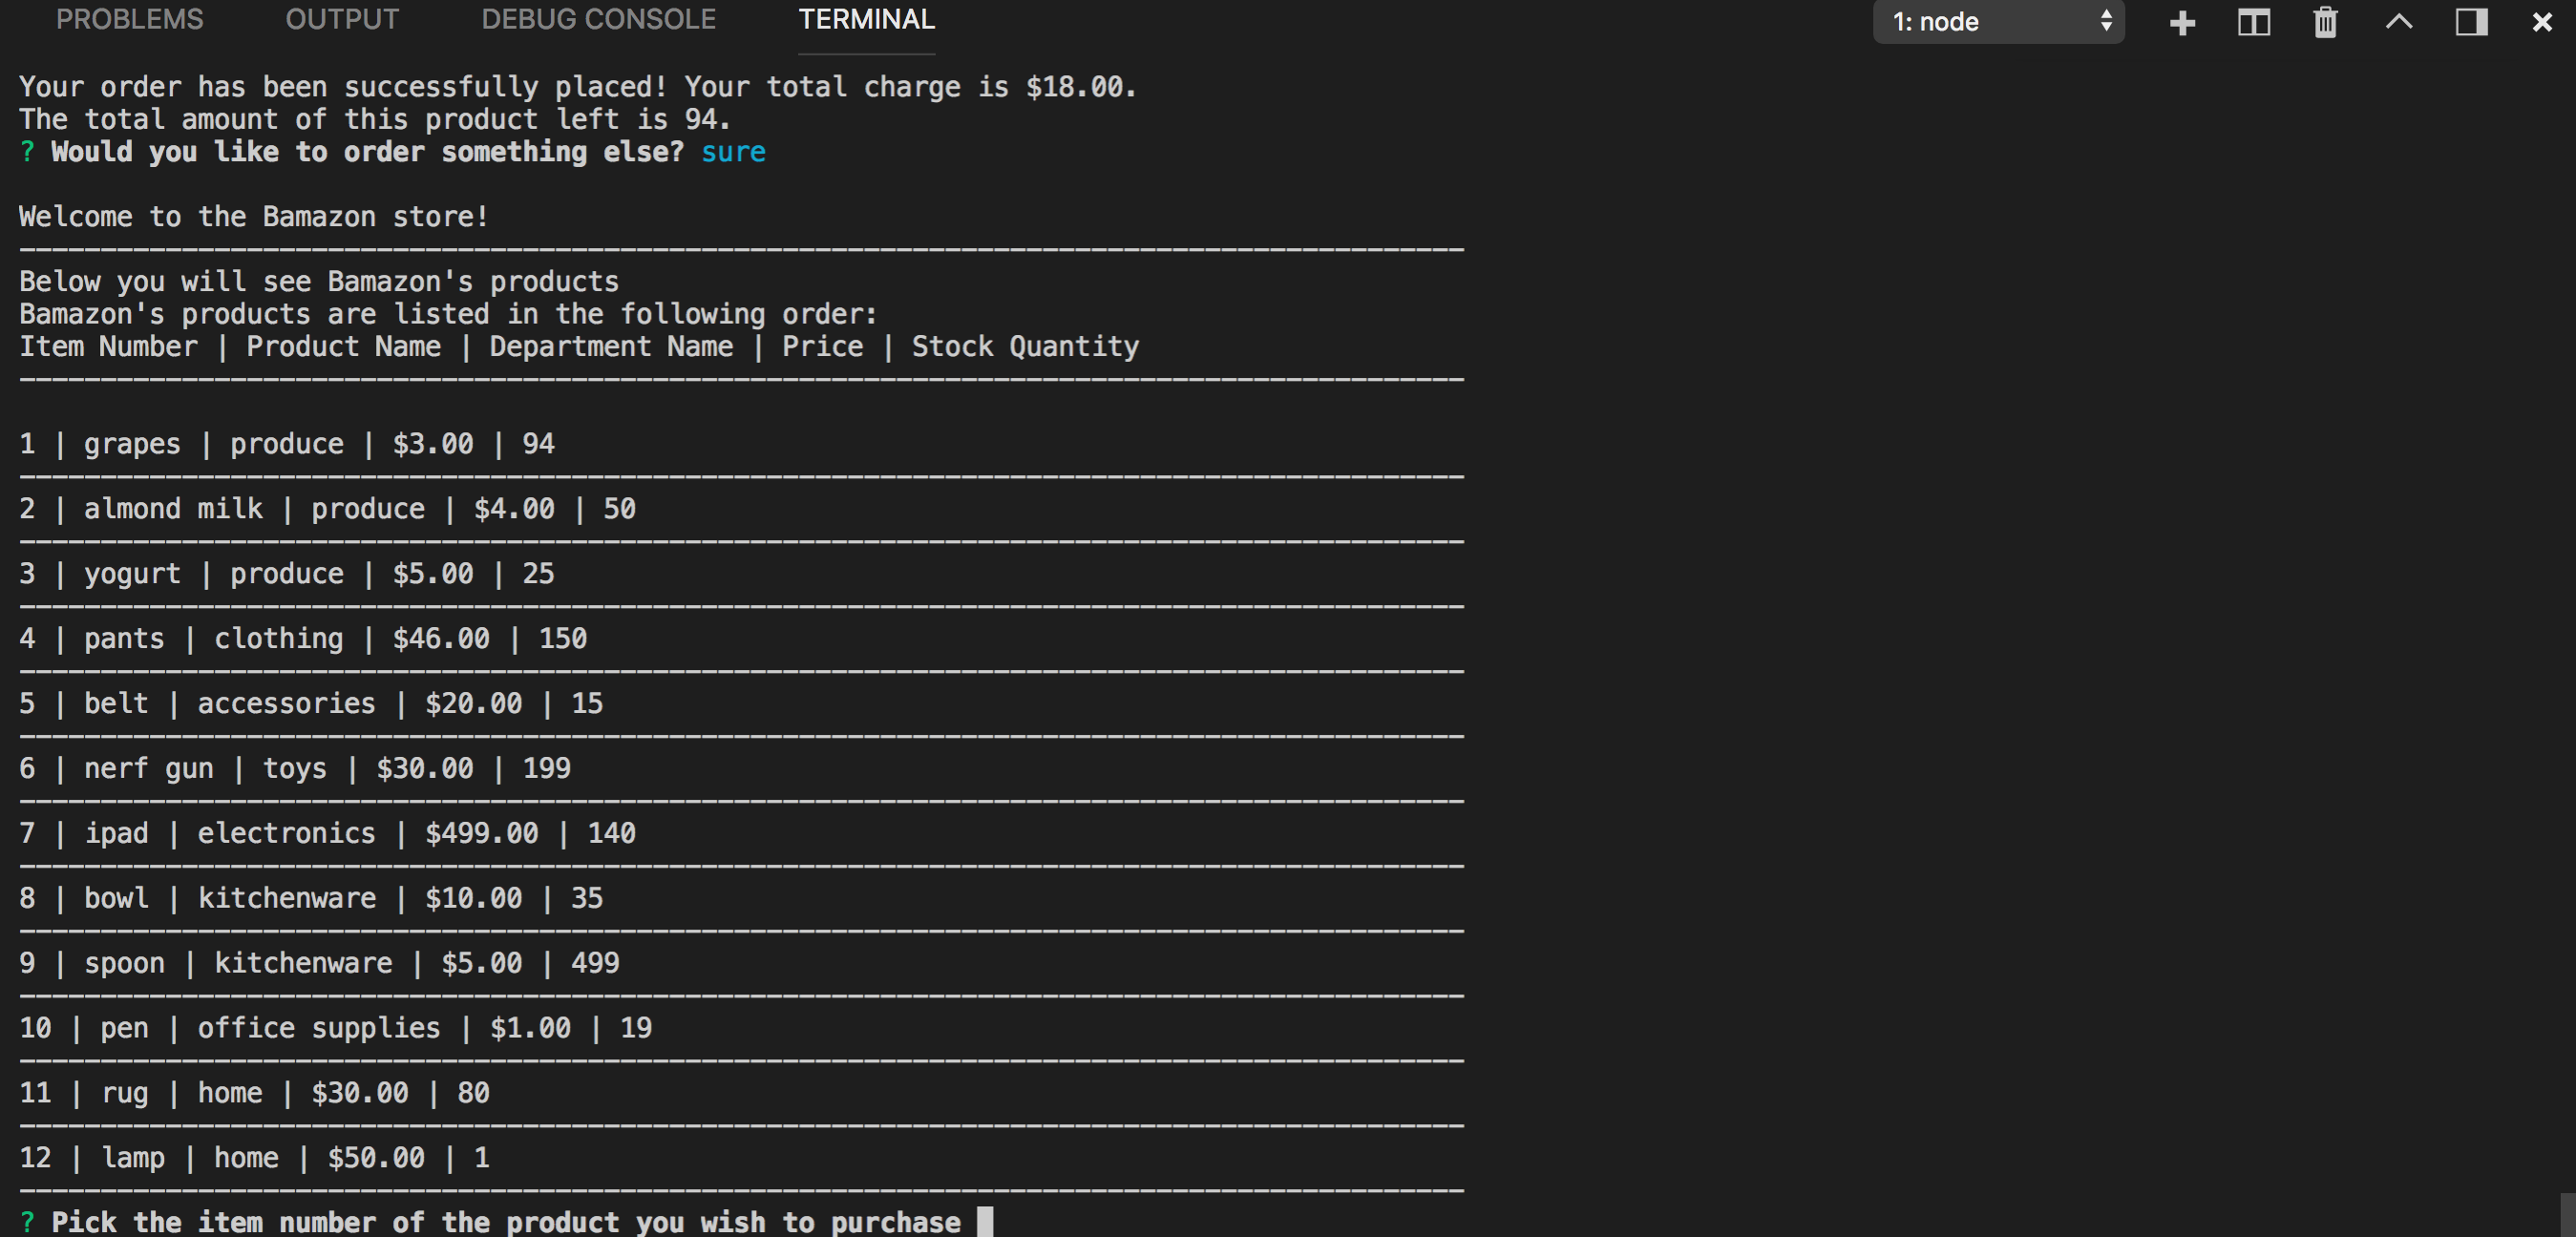 PROBLEMS OUTPUT DEBUG CONSOLE TERMINAL 1: node
Your order has been successfully placed! Your total charge is $18.00.
The total amount of this product left is 94.
? Would you like to order something else? sure
Welcome to the Bamazon store!
-----------------------------------------------------------------------------------------
Below you will see Bamazon's products
Bamazon's products are listed in the following order:
Item Number | Product Name | Department Name | Price | Stock Quantity
-----------------------------------------------------------------------------------------
1 | grapes | produce | $3.00 | 94
-----------------------------------------------------------------------------------------
2 | almond milk | produce | $4.00 | 50
-----------------------------------------------------------------------------------------
3 | yogurt | produce | $5.00 | 25
-----------------------------------------------------------------------------------------
4 | pants | clothing | $46.00 | 150
-----------------------------------------------------------------------------------------
5 | belt | accessories | $20.00 | 15
-----------------------------------------------------------------------------------------
6 | nerf gun | toys | $30.00 | 199
-----------------------------------------------------------------------------------------
7 | ipad | electronics | $499.00 | 140
-----------------------------------------------------------------------------------------
8 | bowl | kitchenware | $10.00 | 35
-----------------------------------------------------------------------------------------
9 | spoon | kitchenware | $5.00 | 499
-----------------------------------------------------------------------------------------
10 | pen | office supplies | $1.00 | 19
-----------------------------------------------------------------------------------------
11 | rug | home | $30.00 | 80
-----------------------------------------------------------------------------------------
12 | lamp | home | $50.00 | 1
-----------------------------------------------------------------------------------------
? Pick the item number of the product you wish to purchase